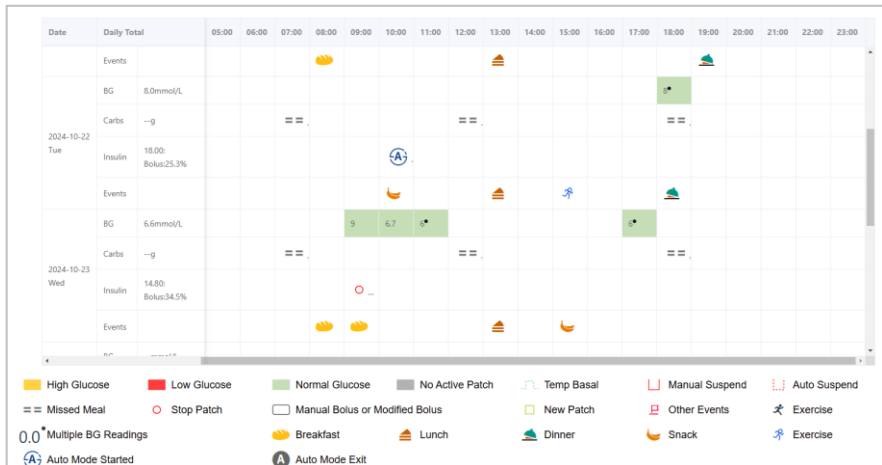 Date Daily Total 05:00 06:00 07:00 08:00 09:00 10:00 11:00 12:00 13:00 14:00 15:00 16:00 17:00 18:00 19:00 20:00 21:00 22:00 23:00
Events
BG 8.0mmol/L 8
Carbs --g
2024-10-22
Tue
Insulin 18.00:
Bolus:25.3%
A
Events
BG 6.6mmol/L 9 6.7 6 6
Carbs --g
2024-10-23
Wed
Insulin 14.80:
Bolus:34.5%
...
Events
High Glucose Low Glucose Normal Glucose No Active Patch Temp Basal Manual Suspend Auto Suspend
Missed Meal Stop Patch Manual Bolus or Modified Bolus New Patch Other Events Exercise
0.0 Multiple BG Readings Breakfast Lunch Dinner Snack Exercise
A Auto Mode Started A Auto Mode Exit